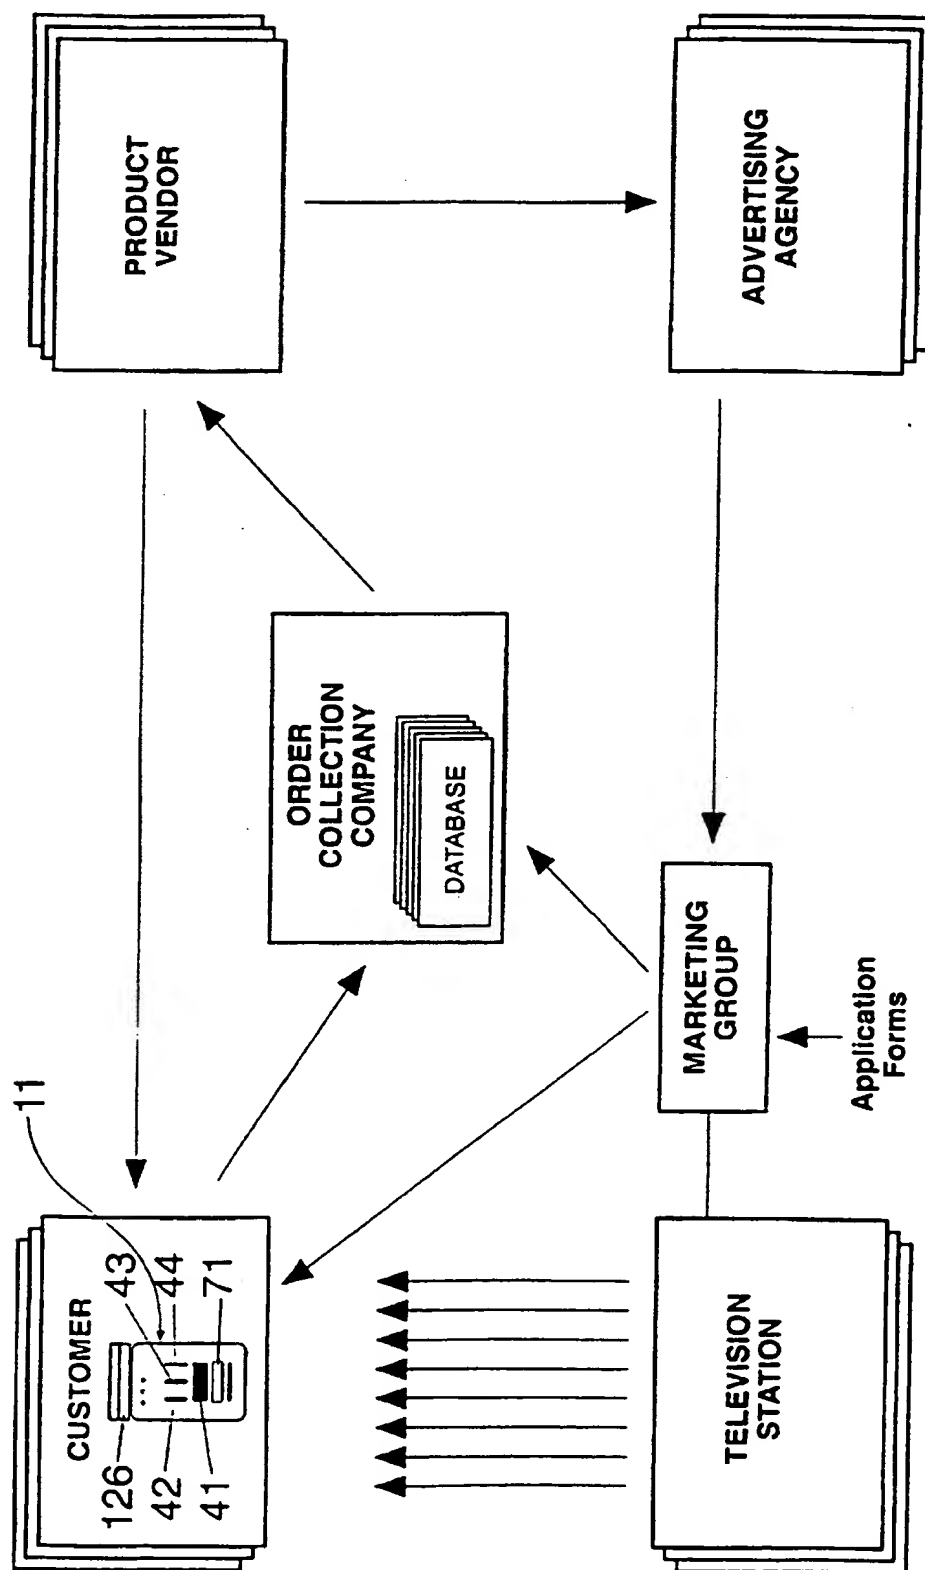 CUSTOMER
126
42
41
43
44
71
11
PRODUCT
VENDOR
ORDER
COLLECTION
COMPANY
DATABASE
TELEVISION
STATION
MARKETING
GROUP
Application
Forms
ADVERTISING
AGENCY